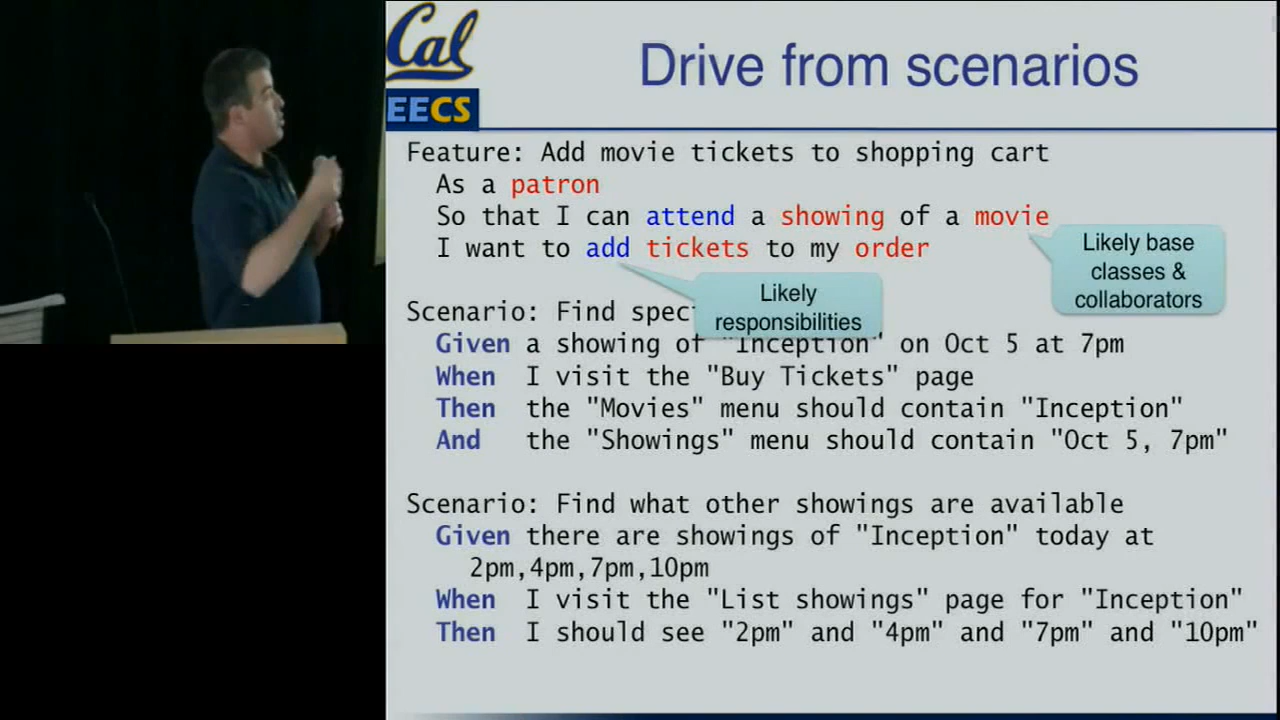 Cal
EECS
Drive from scenarios
Feature: Add movie tickets to shopping cart
As a patron
So that I can attend a showing of a movie
I want to add tickets to my order
Likely base
classes &
collaborators
Likely
responsibilities
Scenario: Find spec
Given a showing of "Inception" on Oct 5 at 7pm
When I visit the "Buy Tickets" page
Then the "Movies" menu should contain "Inception"
And the "Showings" menu should contain "Oct 5, 7pm"
Scenario: Find what other showings are available
Given there are showings of "Inception" today at
2pm,4pm,7pm,10pm
When I visit the "List showings" page for "Inception"
Then I should see "2pm" and "4pm" and "7pm" and "10pm"